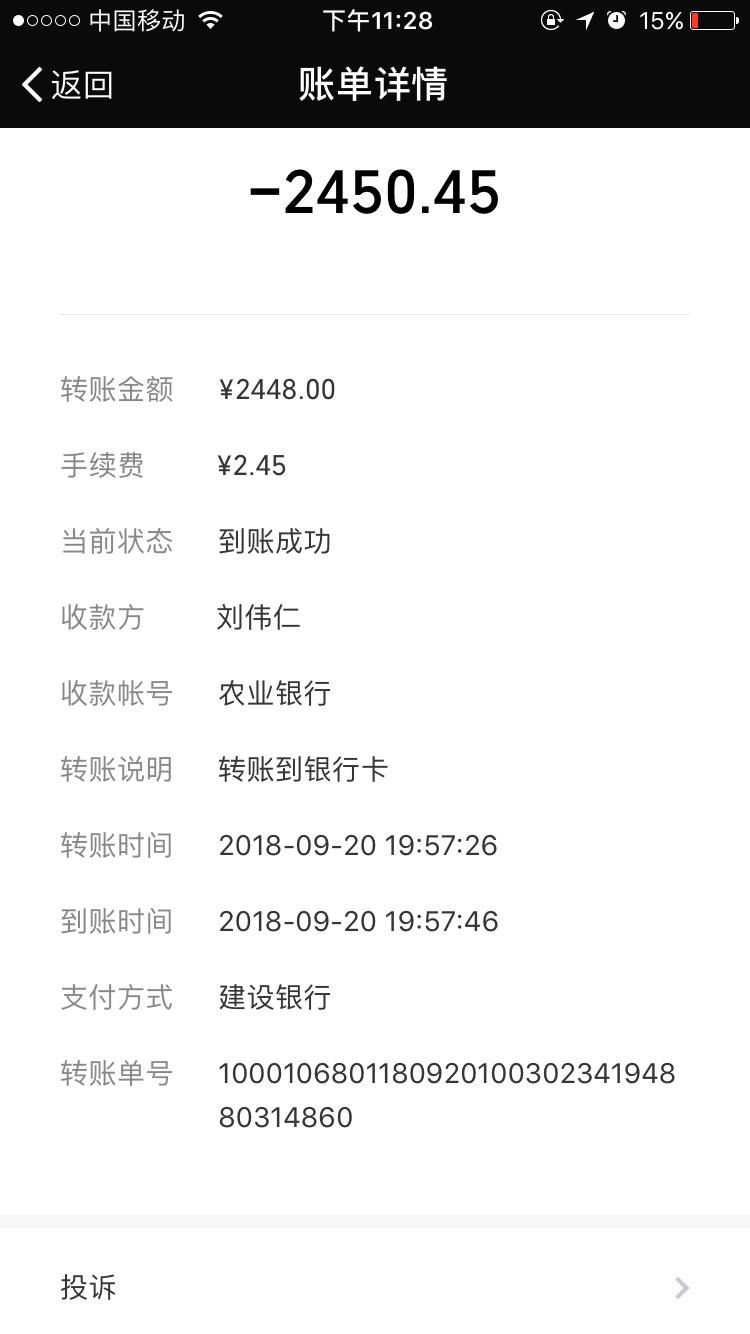 中国移动 下午11:28 15%
返回 账单详情
-2450.45
转账金额 ¥2448.00
手续费 ¥2.45
当前状态 到账成功
收款方 刘伟仁
收款帐号 农业银行
转账说明 转账到银行卡
转账时间 2018-09-20 19:57:26
到账时间 2018-09-20 19:57:46
支付方式 建设银行
转账单号 1000106801180920100302341948
80314860
投诉